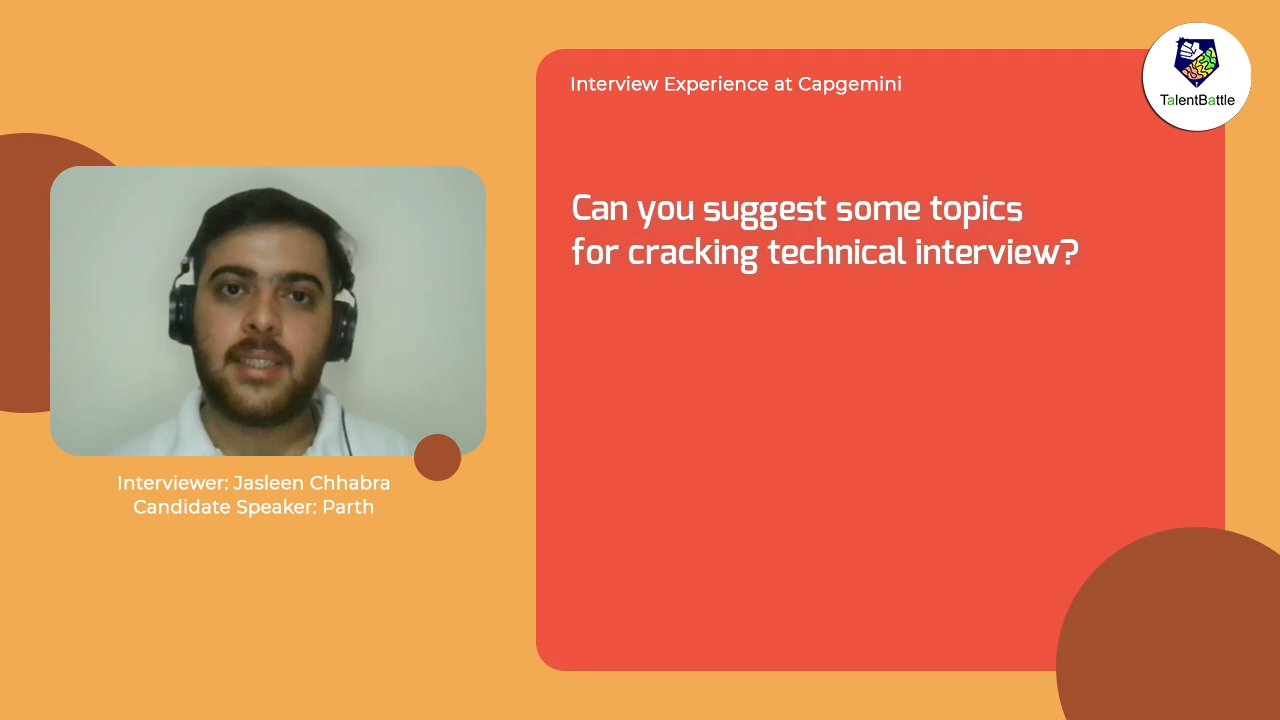 Interview Experience at Capgemini
TalentBattle
Can you suggest some topics
for cracking technical interview?
Interviewer: Jasleen Chhabra
Candidate Speaker: Parth